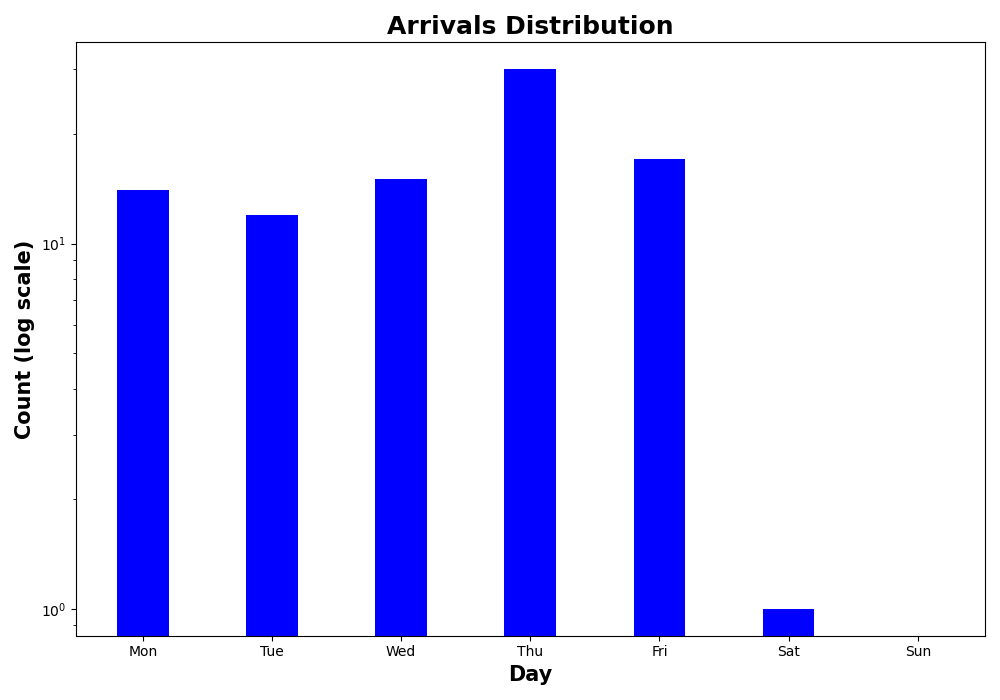 Arrivals Distribution
Count (log scale)
10¹
10⁰
Mon Tue Wed Thu Fri Sat Sun
Day